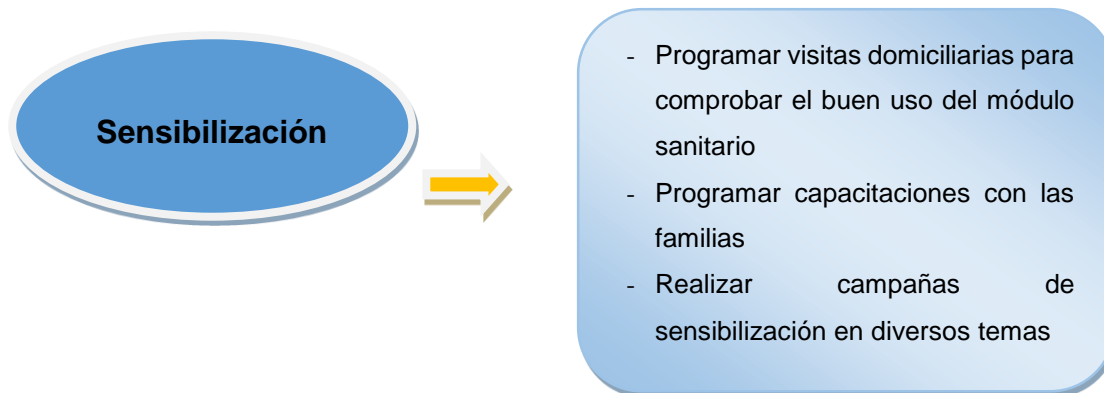 Sensibilización
- Programar visitas domiciliarias para
comprobar el buen uso del módulo
sanitario
- Programar capacitaciones con las
familias
- Realizar campañas de
sensibilización en diversos temas